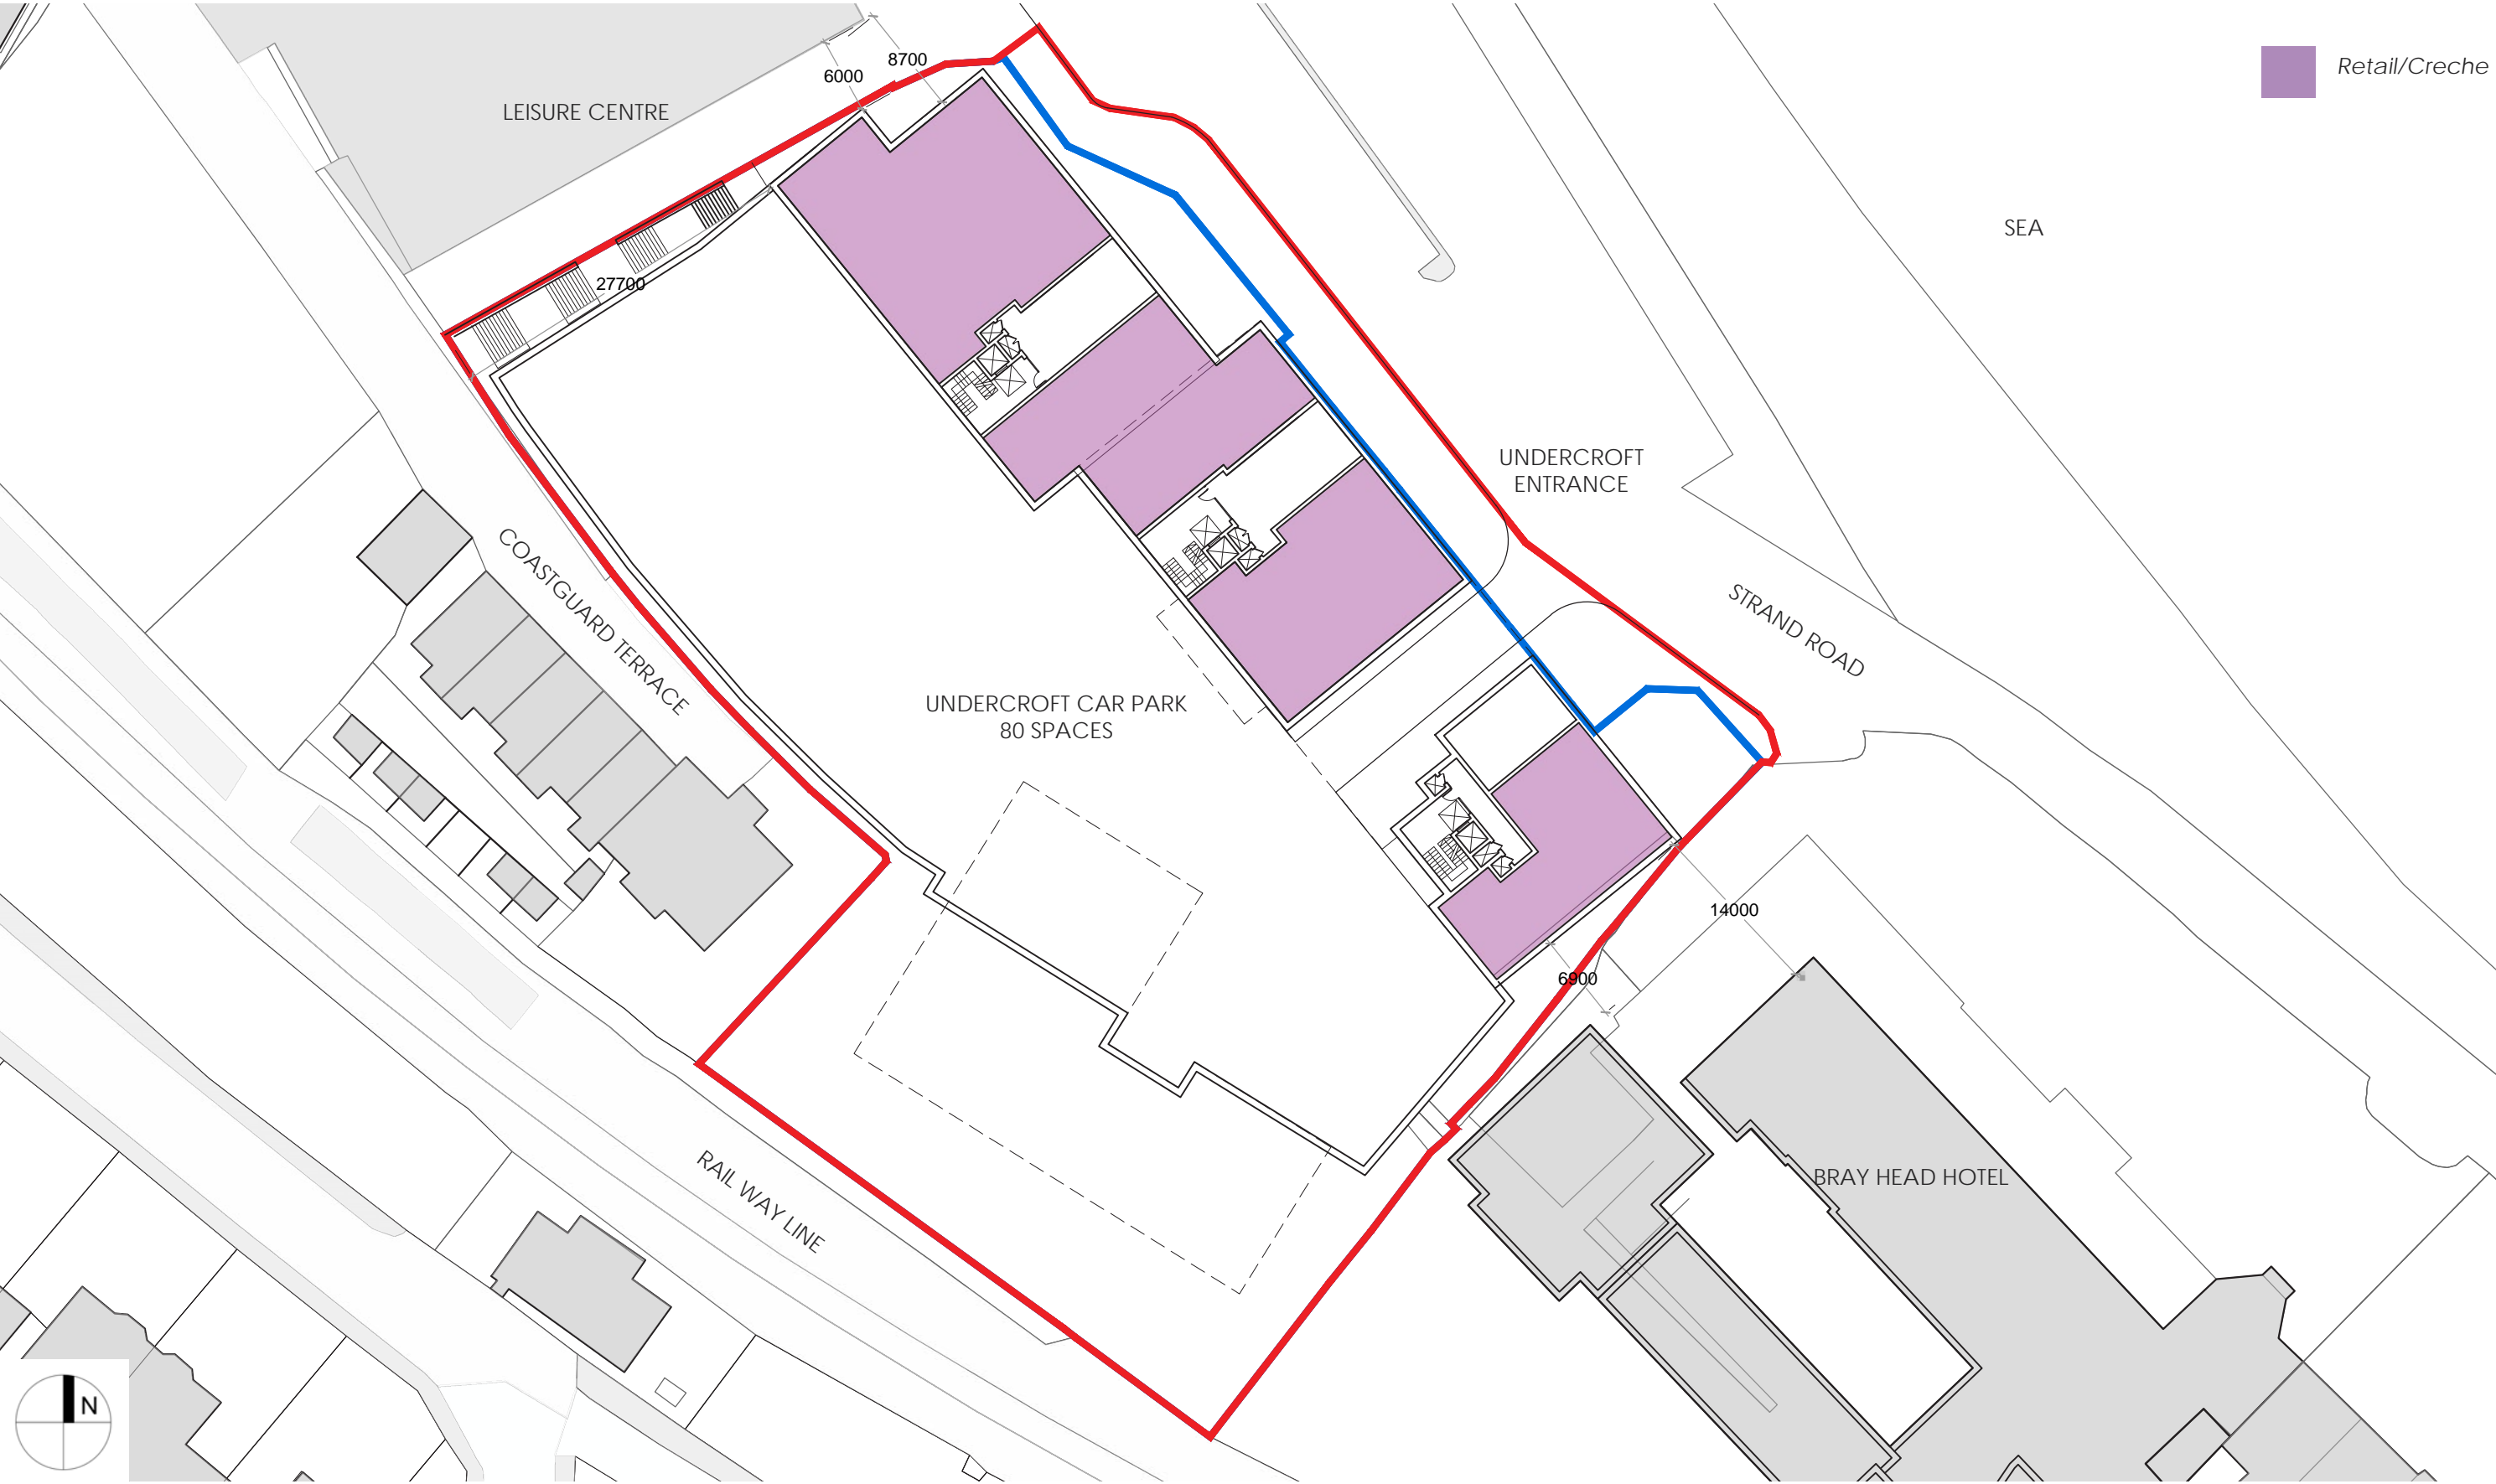 8700
6000
Retail/Creche
LEISURE CENTRE
SEA
27700
UNDERCROFT
ENTRANCE
COASTGUARD TERRACE
STRAND ROAD
UNDERCROFT CAR PARK
80 SPACES
14000
6900
RAIL WAY LINE
BRAY HEAD HOTEL
N